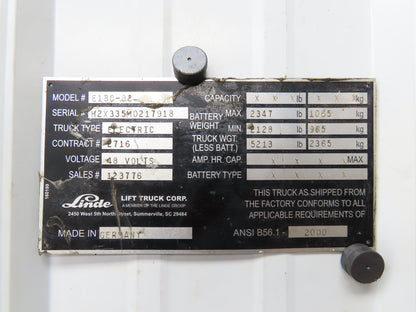 MODEL # E18C-02 CAPACITY X X X lb X X X kg
SERIAL # H2X335M0217918 BATTERY WEIGHT MAX 2347 lb 1065 kg
TRUCK TYPE ELECTRIC MIN 2128 lb 965 kg
CONTRACT # 2716 TRUCK WGT. (LESS BATT.) 5213 lb 2365 kg
VOLTAGE 48 VOLTS AMP. HR. CAP. X X X X X MAX
SALES # 123776 BATTERY TYPE X X X X X
Linde LIFT TRUCK CORP.
A MEMBER OF THE LINDE GROUP
2450 West 5th North Street, Summerville, SC 29484
THIS TRUCK AS SHIPPED FROM
THE FACTORY CONFORMS TO ALL
APPLICABLE REQUIREMENTS OF
MADE IN GERMANY ANSI B56.1 - 2000